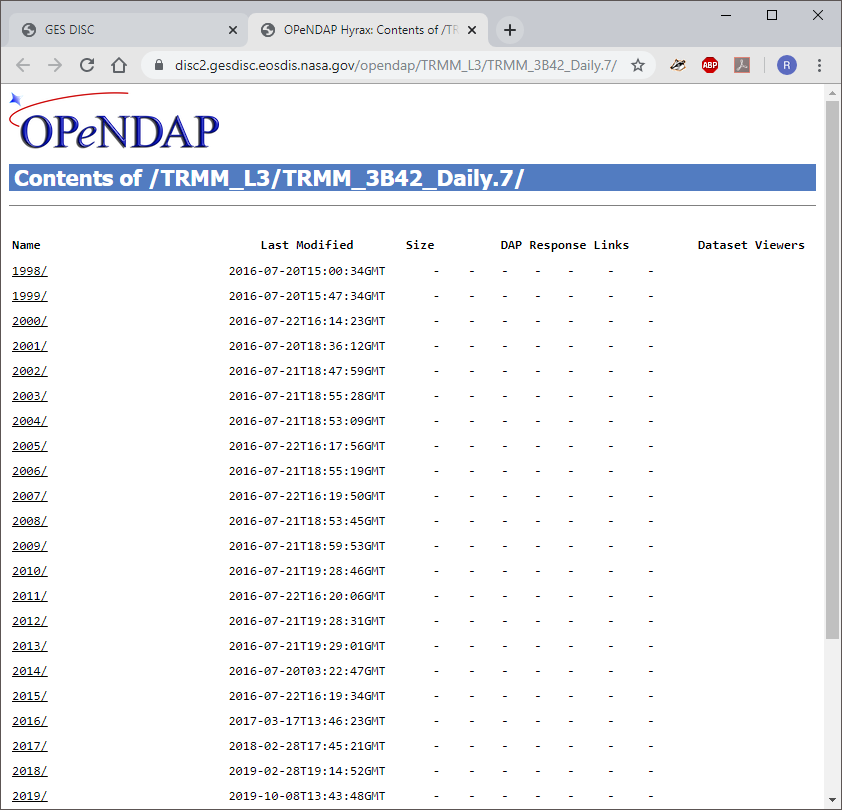 GES DISC
OPeNDAP Hyrax: Contents of /TR
disc2.gesdisc.eosdis.nasa.gov/opendap/TRMM_L3/TRMM_3B42_Daily.7/ ABP R
OPeNDAP
Contents of /TRMM_L3/TRMM_3B42_Daily.7/
Name Last Modified Size DAP Response Links Dataset Viewers
1998/ 2016-07-20T15:00:34GMT - - - - - - -
1999/ 2016-07-20T15:47:34GMT - - - - - - -
2000/ 2016-07-22T16:14:23GMT - - - - - - -
2001/ 2016-07-20T18:36:12GMT - - - - - - -
2002/ 2016-07-21T18:47:59GMT - - - - - - -
2003/ 2016-07-21T18:55:28GMT - - - - - - -
2004/ 2016-07-21T18:53:09GMT - - - - - - -
2005/ 2016-07-22T16:17:56GMT - - - - - - -
2006/ 2016-07-21T18:55:19GMT - - - - - - -
2007/ 2016-07-22T16:19:50GMT - - - - - - -
2008/ 2016-07-21T18:53:45GMT - - - - - - -
2009/ 2016-07-21T18:59:53GMT - - - - - - -
2010/ 2016-07-21T19:28:46GMT - - - - - - -
2011/ 2016-07-22T16:20:06GMT - - - - - - -
2012/ 2016-07-21T19:28:31GMT - - - - - - -
2013/ 2016-07-21T19:29:01GMT - - - - - - -
2014/ 2016-07-20T03:22:47GMT - - - - - - -
2015/ 2016-07-22T16:19:34GMT - - - - - - -
2016/ 2017-03-17T13:46:23GMT - - - - - - -
2017/ 2018-02-28T17:45:21GMT - - - - - - -
2018/ 2019-02-28T19:14:52GMT - - - - - - -
2019/ 2019-10-08T13:43:48GMT - - - - - - -